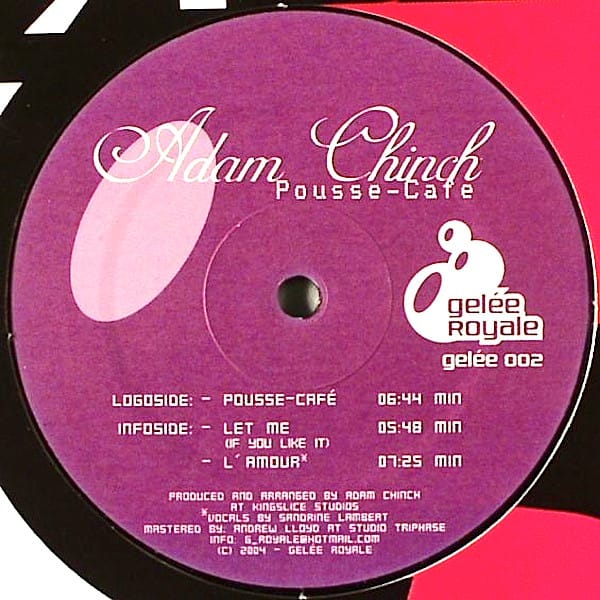 Adam Chinch
Pousse-Café
gelée
ROYALE
gelée 002
LOGOSIDE: - POUSSE-CAFÉ 06:44 MIN
INFOSIDE: - LET ME 05:48 MIN
(IF YOU LIKE IT)
- L´AMOUR* 07:25 MIN
PRODUCED AND ARRANGED BY ADAM CHINCH
AT KINGSLICE STUDIOS
*VOCALS BY SANDRINE LAMBERT
MASTERED BY: ANDREW LLOYD AT STUDIO TRIPHASE
INFO: G_ROYALE@HOTMAIL.COM
(C) 2004 - GELÉE ROYALE